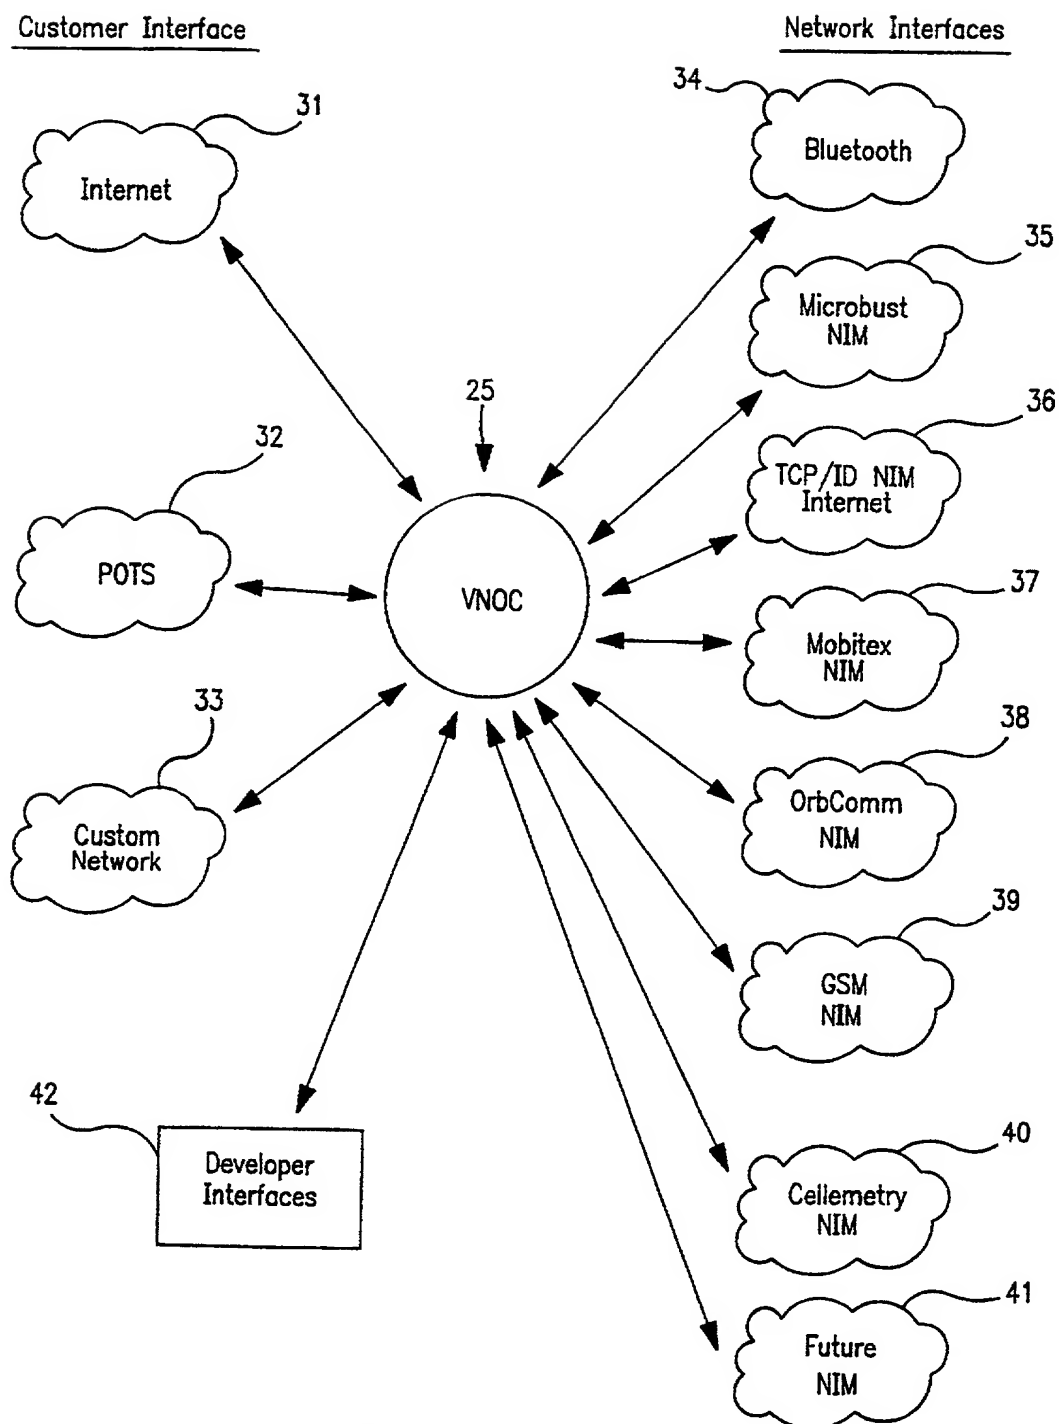 Customer Interface
Network Interfaces
31
Internet
34
Bluetooth
35
Microbust
NIM
25
VNOC
36
TCP/ID NIM
Internet
32
POTS
37
Mobitex
NIM
33
Custom
Network
38
OrbComm
NIM
39
GSM
NIM
42
Developer
Interfaces
40
Cellemetry
NIM
41
Future
NIM